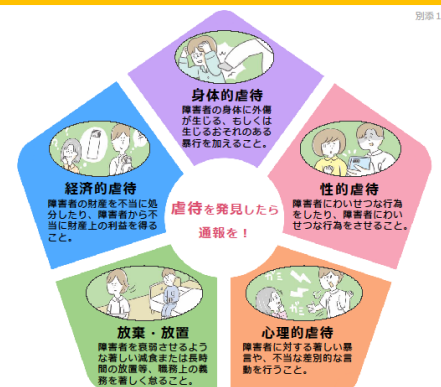 別添1
身体的虐待
障害者の身体に外傷
が生じる、もしくは
生じるおそれのある
暴行を加えること。
経済的虐待
障害者の財産を不当に処
分したり、障害者から不
当に財産上の利益を得る
こと。
性的虐待
障害者にわいせつな行為
をしたり、障害者にわい
せつな行為をさせること。
虐待を発見したら
通報を！
放棄・放置
障害者を衰弱させるよう
な著しい減食または長時
間の放置等、職務上の義
務を著しく怠ること。
心理的虐待
障害者に対する著しい暴
言や、不当な差別的な言
動を行うこと。
ガミ
ガミ